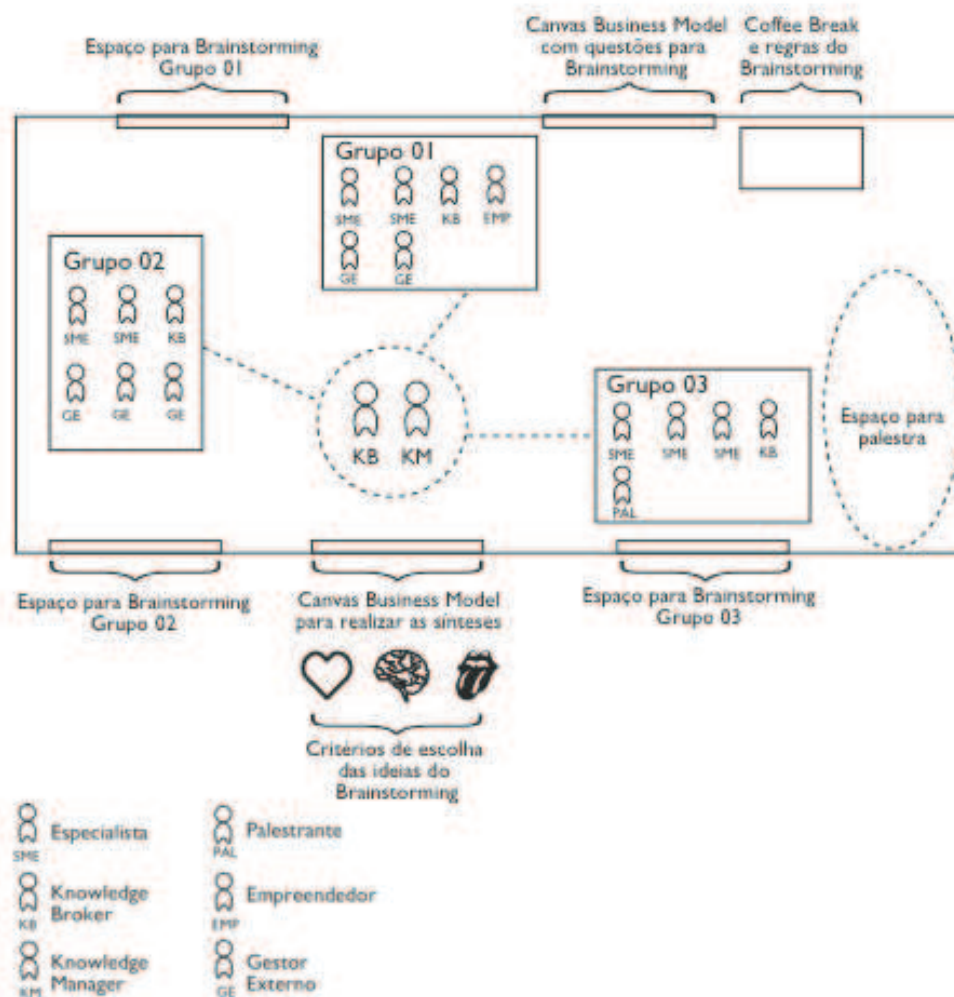 Espaço para Brainstorming
Grupo 01
Canvas Business Model
com questões para
Brainstorming
Coffee Break
e regras do
Brainstorming
Grupo 01
SME SME KB EMP
GE GE
Grupo 02
SME SME KB
GE GE GE
KB KM
Grupo 03
SME SME SME KB
PAL
Espaço para
palestra
Espaço para Brainstorming
Grupo 02
Canvas Business Model
para realizar as sínteses
Espaço para Brainstorming
Grupo 03
Critérios de escolha
das ideias do
Brainstorming
SME Especialista
PAL Palestrante
KB Knowledge
Broker
EMP Empreendedor
KM Knowledge
Manager
GE Gestor
Externo